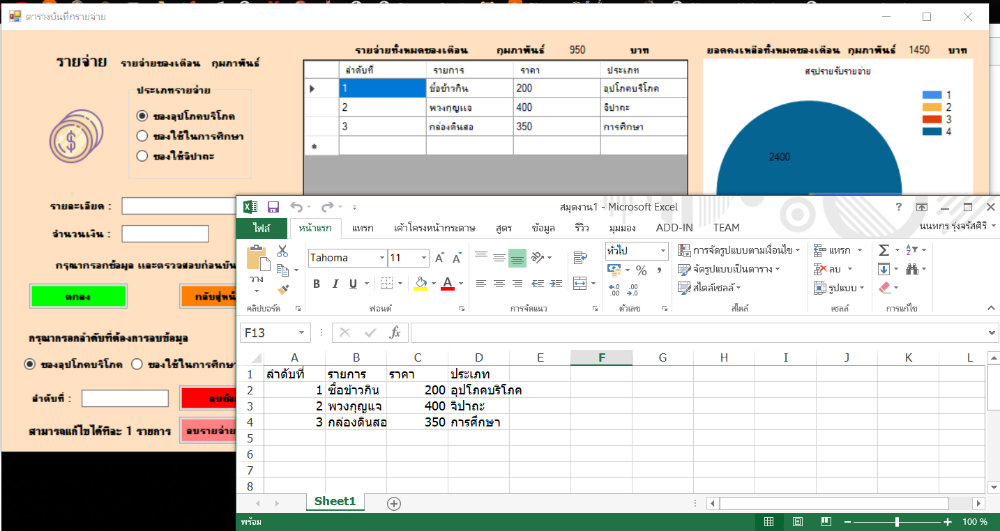 ตารางบันทึกรายจ่าย
รายจ่าย รายจ่ายของเดือน กุมภาพันธ์
ประเภทรายจ่าย
ของอุปโภคบริโภค
ของใช้ในการศึกษา
ของใช้จิปาถะ
รายละเอียด :
จำนวนเงิน :
กรุณากรอกข้อมูล และตรวจสอบก่อนบัน
ตกลง
กลับสู่หน้
กรุณากรอกลำดับที่ต้องการลบข้อมูล
ของอุปโภคบริโภค ของใช้ในการศึกษา
ลำดับที่ :
ลบข้อ
สามารถแก้ไขได้ทีละ 1 รายการ
ลบรายจ่าย
รายจ่ายทั้งหมดของเดือน กุมภาพันธ์ 950 บาท
ลำดับที่ รายการ ราคา ประเภท
1 ซื้อข้าวกิน 200 อุปโภคบริโภค
2 พวงกุญแจ 400 จิปาถะ
3 กล่องดินสอ 350 การศึกษา
ยอดคงเหลือทั้งหมดของเดือน กุมภาพันธ์ 1450 บาท
สรุปรายรับรายจ่าย
1
2
3
4
2400
สมุดงาน1 - Microsoft Excel
ไฟล์ หน้าแรก แทรก เค้าโครงหน้ากระดาษ สูตร ข้อมูล รีวิว มุมมอง ADD-IN TEAM
นนทกร รุ่งจรัสศิริ
วาง
คลิปบอร์ด
Tahoma 11
B I U
ฟอนต์
การจัดแนว
ทั่วไป
ตัวเลข
การจัดรูปแบบตามเงื่อนไข
จัดรูปแบบเป็นตาราง
สไตล์เซลล์
สไตล์
แทรก
ลบ
รูปแบบ
เซลล์
การแก้ไข
F13
fx
A B C D E F G H I J K L
1 ลำดับที่ รายการ ราคา ประเภท
2 1 ซื้อข้าวกิน 200 อุปโภคบริโภค
3 2 พวงกุญแจ 400 จิปาถะ
4 3 กล่องดินสอ 350 การศึกษา
5
6
7
8
Sheet1
พร้อม
100 %